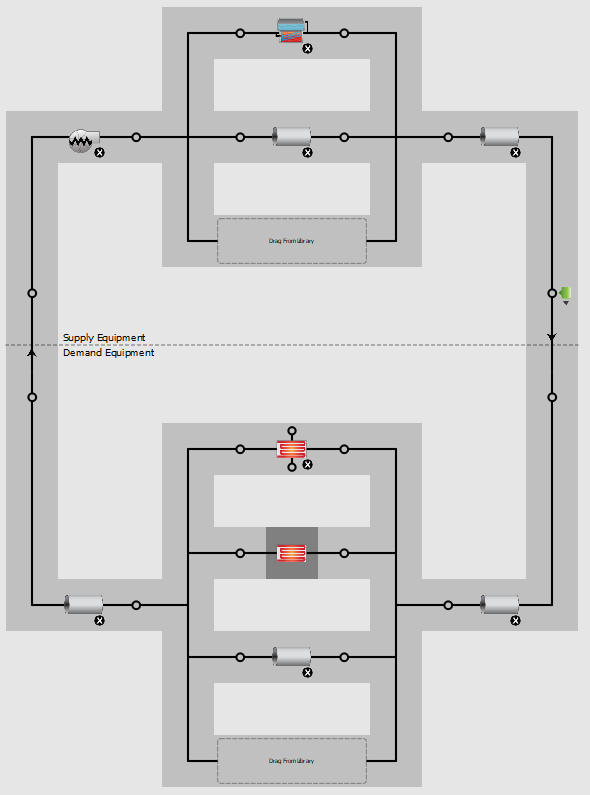 Drag From Library
Supply Equipment
Demand Equipment
Drag From Library